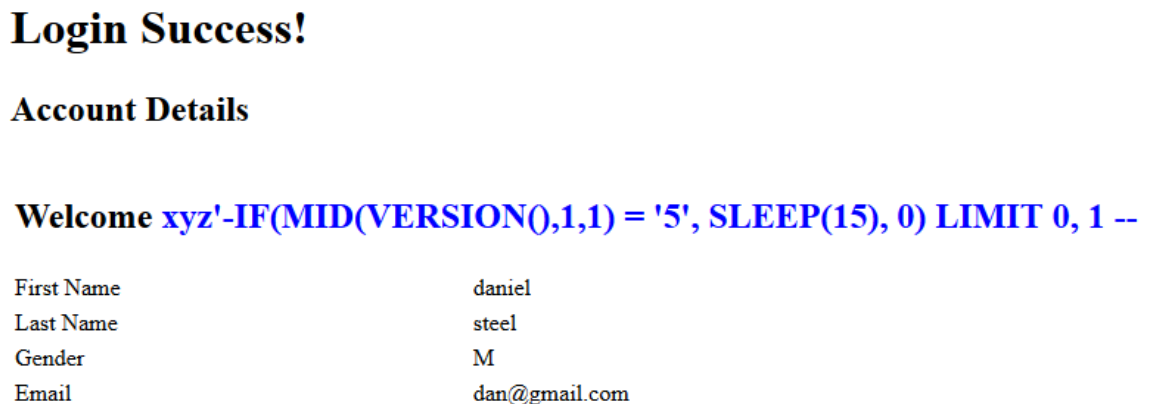 Login Success!
Account Details
Welcome xyz'-IF(MID(VERSION(),1,1) = '5', SLEEP(15), 0) LIMIT 0, 1 --
First Name daniel
Last Name steel
Gender M
Email dan@gmail.com